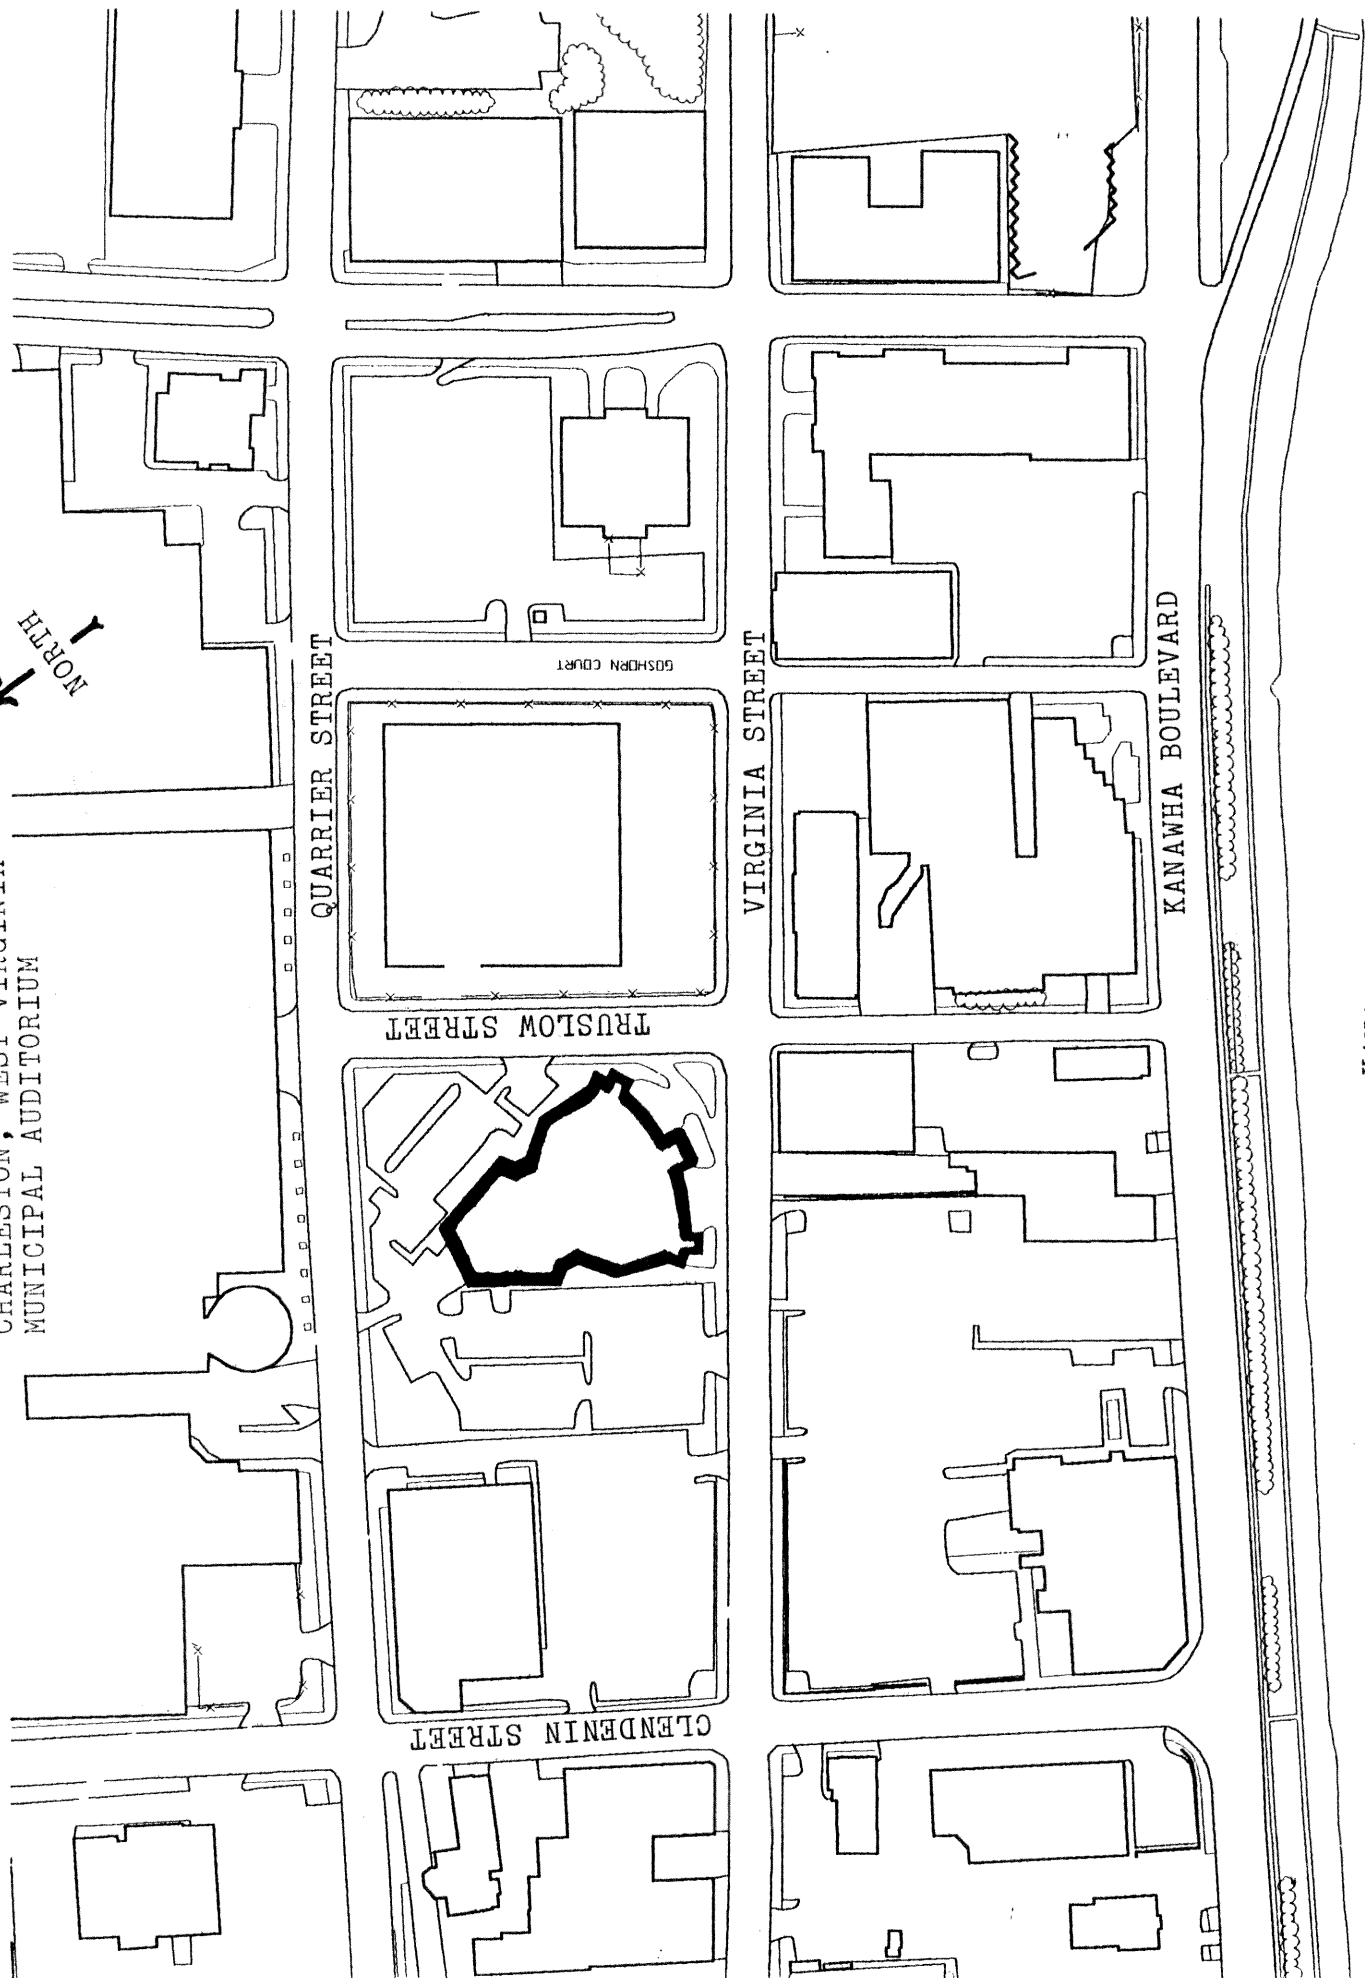 CHARLESTON, WEST VIRGINIA
MUNICIPAL AUDITORIUM
NORTH
QUARRIER STREET
GOSHORN COURT
VIRGINIA STREET
KANAWHA BOULEVARD
TRUSLOW STREET
CLENDENIN STREET